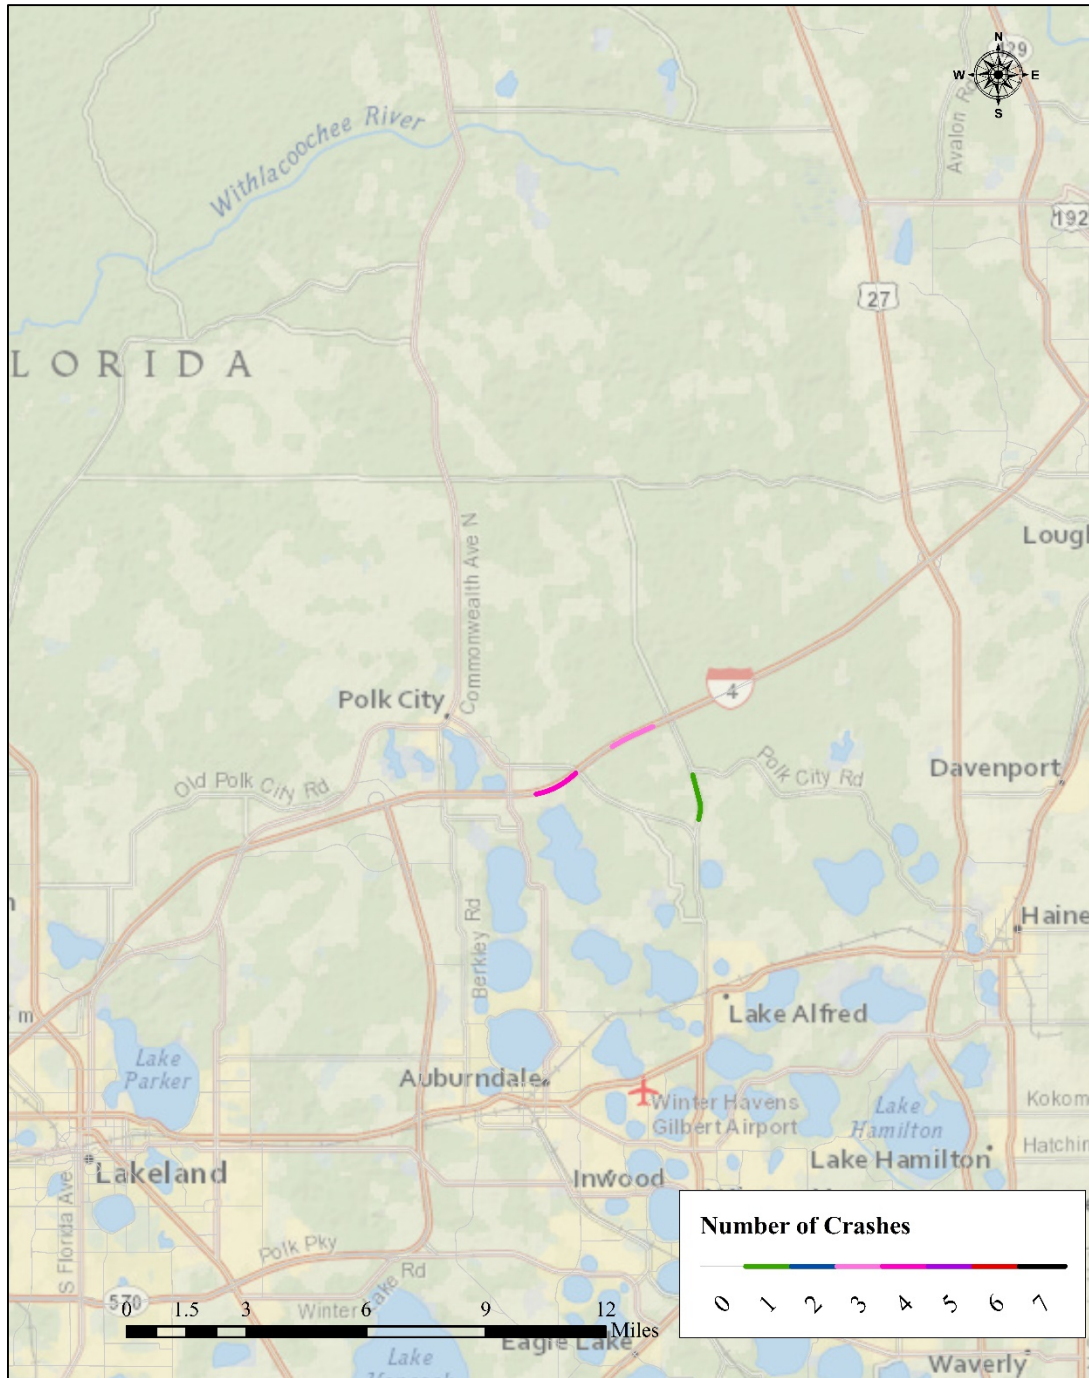 N
W
E
S
429
Avalon Rd
Withlacoochee River
192
27
LORIDA
Lough
Commonwealth Ave N
4
Polk City
Old Polk City Rd
Polk City Rd
Davenport
Berkley Rd
Haine
m
Lake Alfred
Lake
Parker
Auburndale
Winter Havens
Gilbert Airport
Lake
Hamilton
Kokom
Hatchin
Lake Hamilton
Lakeland
Inwood
S Florida Ave
Polk Pky
570
Winter Lake Rd
Eagle Lake
Lake
Waverly
Number of Crashes
0 1 2 3 4 5 6 7
0 1.5 3 6 9 12
Miles